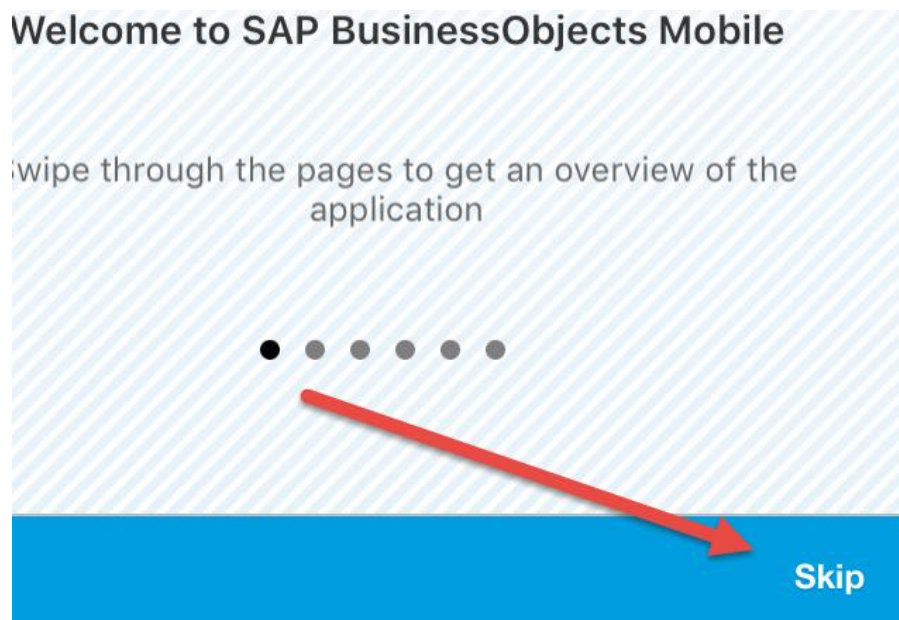 Welcome to SAP BusinessObjects Mobile
wipe through the pages to get an overview of the
application
Skip